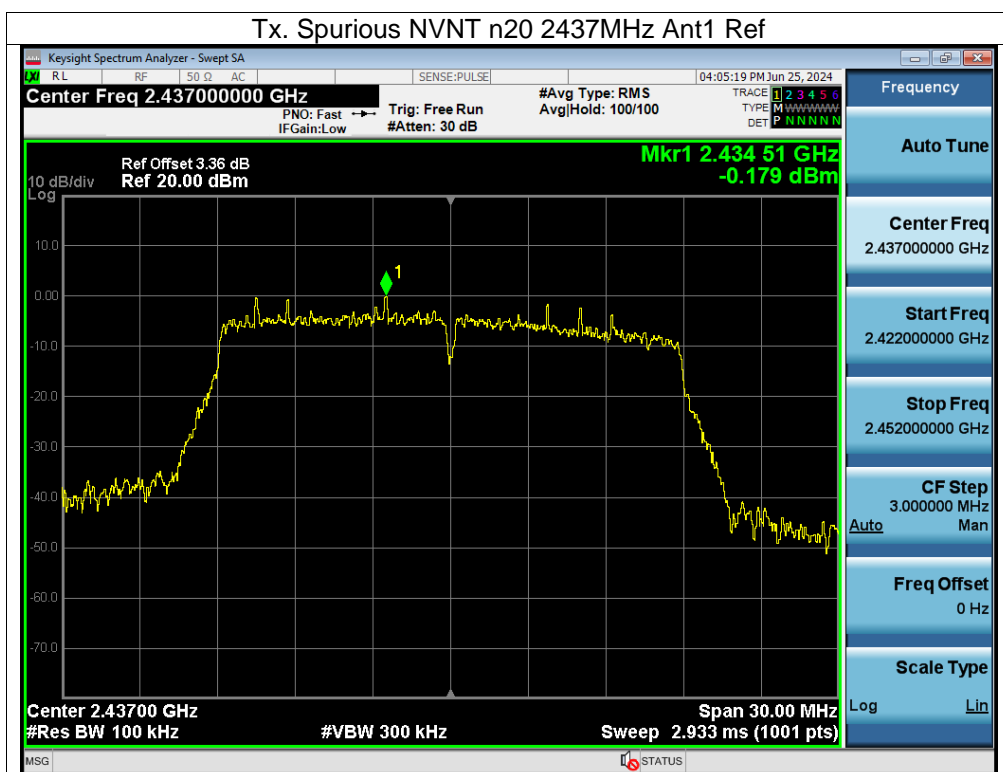 Tx. Spurious NVNT n20 2437MHz Ant1 Ref
Keysight Spectrum Analyzer - Swept SA
LXI RL RF 50 Ω AC SENSE:PULSE 04:05:19 PM Jun 25, 2024
Center Freq 2.437000000 GHz
PNO: Fast
IFGain:Low
Trig: Free Run
#Atten: 30 dB
#Avg Type: RMS
Avg|Hold: 100/100
TRACE 1 2 3 4 5 6
TYPE M WWWWW
DET P N N N N N
Mkr1 2.434 51 GHz
-0.179 dBm
Ref Offset 3.36 dB
10 dB/div Ref 20.00 dBm
Log
10.0
1
0.00
-10.0
-20.0
-30.0
-40.0
-50.0
-60.0
-70.0
Center 2.43700 GHz Span 30.00 MHz
#Res BW 100 kHz #VBW 300 kHz Sweep 2.933 ms (1001 pts)
MSG STATUS
Frequency
Auto Tune
Center Freq
2.437000000 GHz
Start Freq
2.422000000 GHz
Stop Freq
2.452000000 GHz
CF Step
3.000000 MHz
Auto Man
Freq Offset
0 Hz
Scale Type
Log Lin